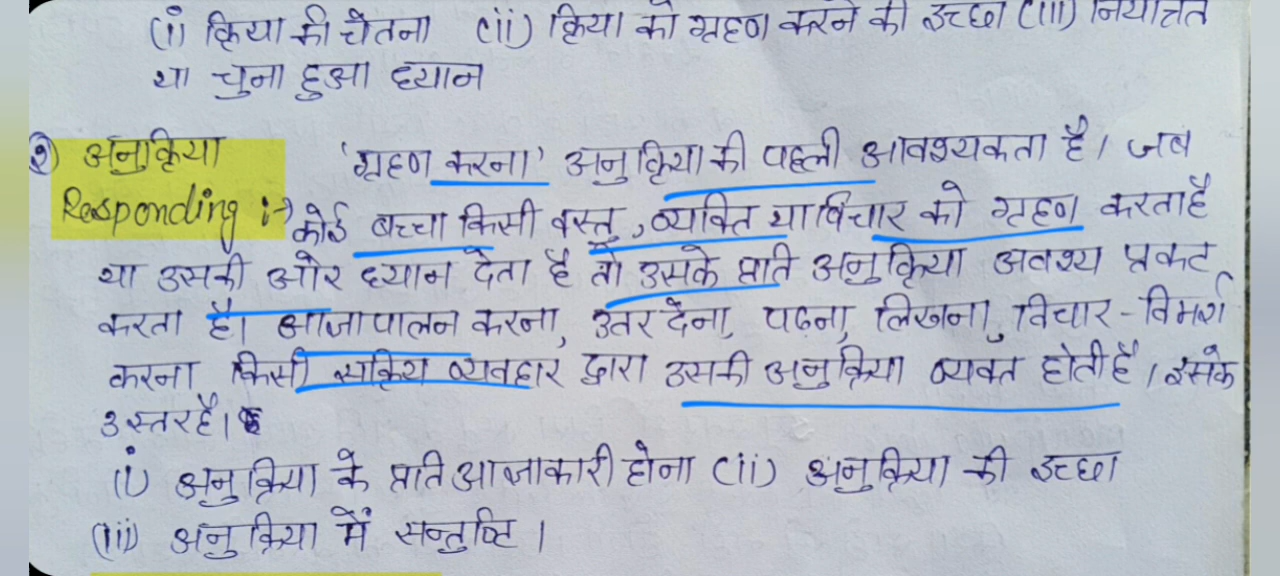 (i) क्रिया की चेतना (ii) क्रिया को ग्रहण करने की इच्छा (iii) नियंत्रित
या चुना हुआ ध्यान
२) अनुक्रिया 'ग्रहण करना' अनुक्रिया की पहली आवश्यकता है। जब
Responding :-> कोई बच्चा किसी वस्तु, व्यक्ति या विचार को ग्रहण करता है
या उसकी ओर ध्यान देता है तो उसके प्रति अनुक्रिया अवश्य प्रकट
करता है। आज्ञापालन करना, उत्तर देना, पढना, लिखना, विचार-विमर्श
करना किसी सक्रिय व्यवहार द्वारा उसकी अनुक्रिया व्यक्त होती है। इसके
3 स्तर है।
(i) अनुक्रिया के प्रति आज्ञाकारी होना (ii) अनुक्रिया की इच्छा
(iii) अनुक्रिया में सन्तुष्टि।